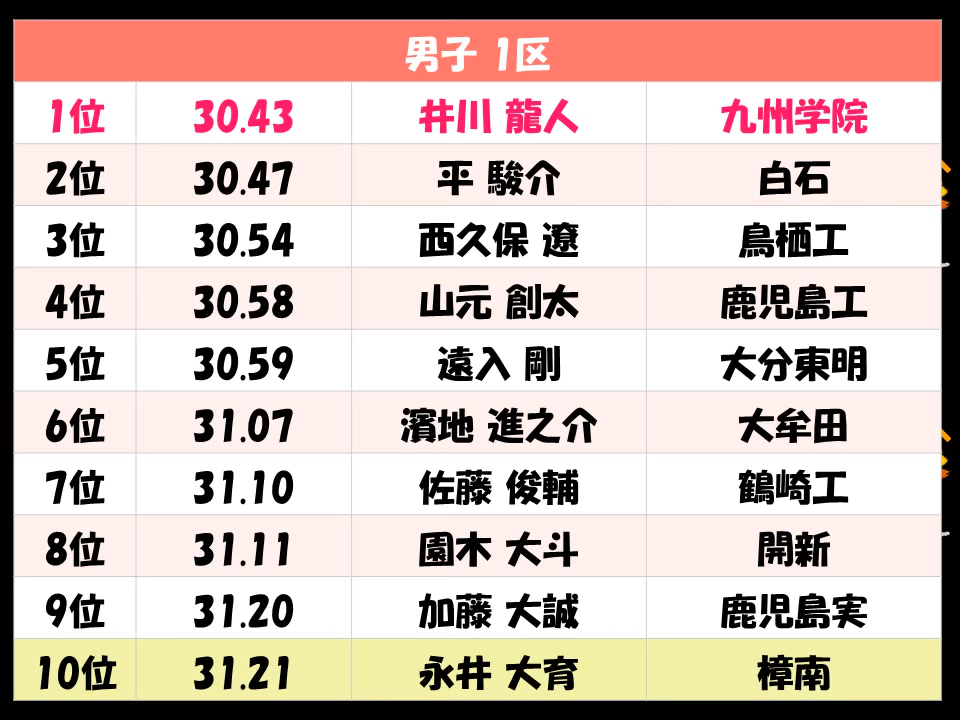 男子 1区
1位 30.43 井川 龍人 九州学院
2位 30.47 平 駿介 白石
3位 30.54 西久保 遼 鳥栖工
4位 30.58 山元 創太 鹿児島工
5位 30.59 遠入 剛 大分東明
6位 31.07 濱地 進之介 大牟田
7位 31.10 佐藤 俊輔 鶴崎工
8位 31.11 園木 大斗 開新
9位 31.20 加藤 大誠 鹿児島実
10位 31.21 永井 大育 樟南